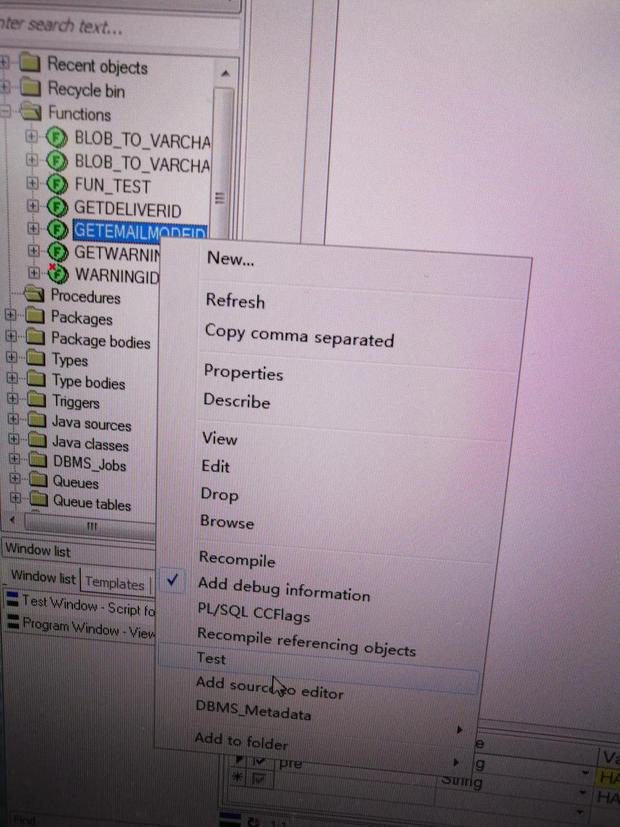 nter search text...
Recent objects
Recycle bin
Functions
BLOB_TO_VARCHA
BLOB_TO_VARCHA
FUN_TEST
GETDELIVERID
GETEMAILMODEID
GETWARNIN
WARNINGID
Procedures
Packages
Package bodies
Types
Type bodies
Triggers
Java sources
Java classes
DBMS_Jobs
Queues
Queue tables
Window list
Window list Templates
Test Window - Script fo
Program Window - View
New...
Refresh
Copy comma separated
Properties
Describe
View
Edit
Drop
Browse
Recompile
Add debug information
PL/SQL CCFlags
Recompile referencing objects
Test
Add source to editor
DBMS_Metadata
Add to folder
e Va
pre g HA
String HA
Find
1:1